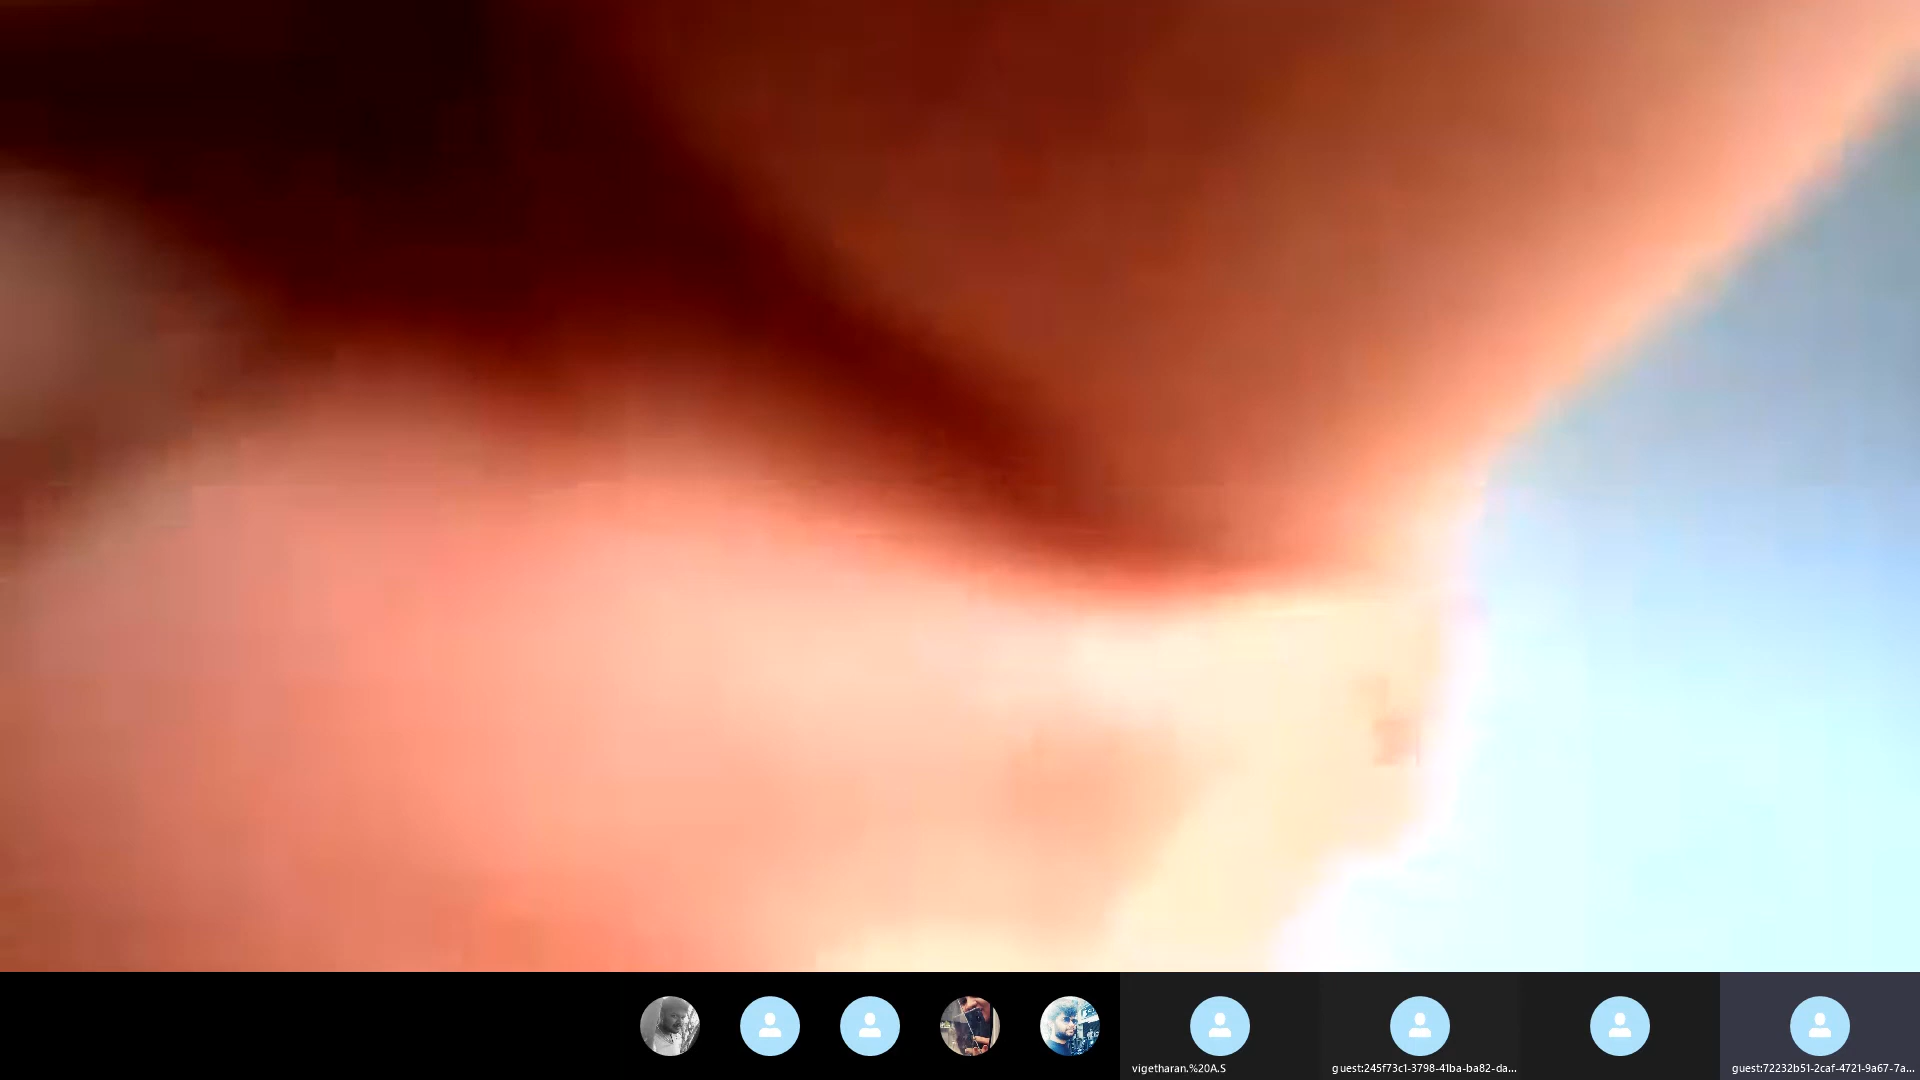 vigetharan.%20A.S
guest:245f73c1-3798-41ba-ba82-da...
guest:72232b51-2caf-4721-9a67-7a...